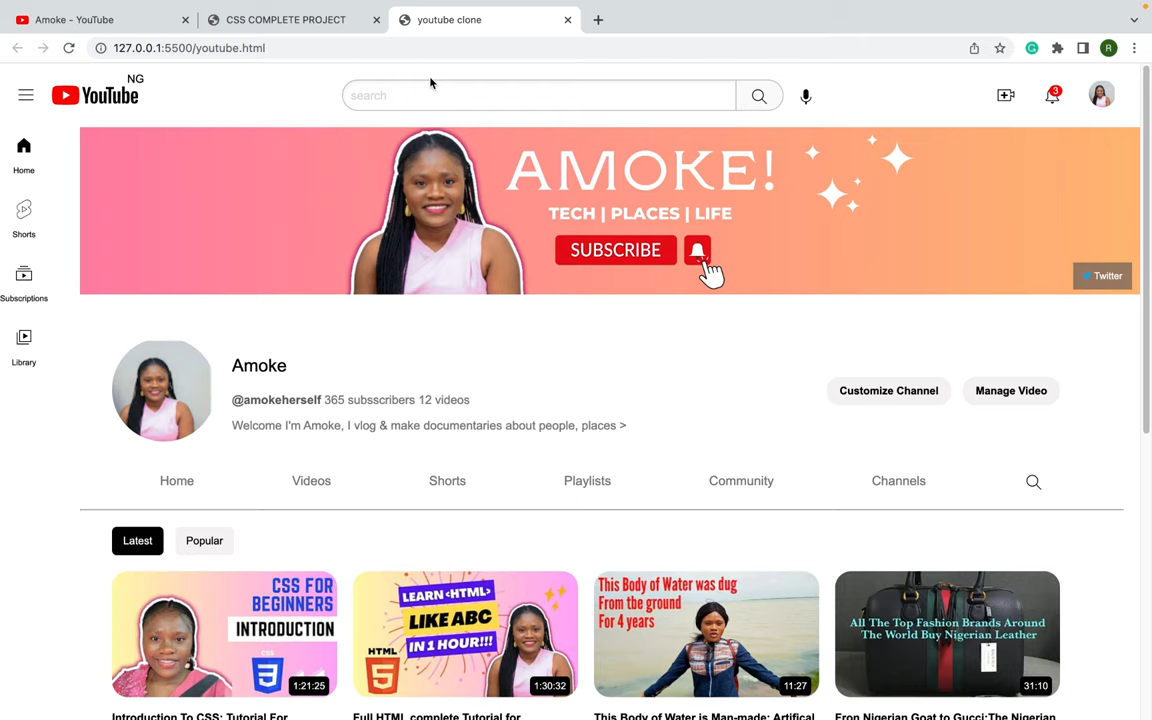 Amoke - YouTube
CSS COMPLETE PROJECT
youtube clone
127.0.0.1:5500/youtube.html
R
YouTube NG
search
3
Home
Shorts
Subscriptions
Library
AMOKE!
TECH | PLACES | LIFE
SUBSCRIBE
Twitter
Amoke
@amokeherself 365 subsscribers 12 videos
Welcome I'm Amoke, I vlog & make documentaries about people, places >
Customize Channel
Manage Video
Home Videos Shorts Playlists Community Channels
Latest
Popular
CSS FOR
BEGINNERS
INTRODUCTION
CSS
3
1:21:25
LEARN <HTML>
LIKE ABC
IN 1 HOUR!!!
HTML
5
1:30:32
This Body of Water was dug
From the ground
For 4 years
11:27
All The Top Fashion Brands Around
The World Buy Nigerian Leather
31:10
Introduction To CSS: Tutorial For
Full HTML complete Tutorial for
This Body of Water is Man-made: Artifical
From Nigerian Goat to Gucci:The Nigerian